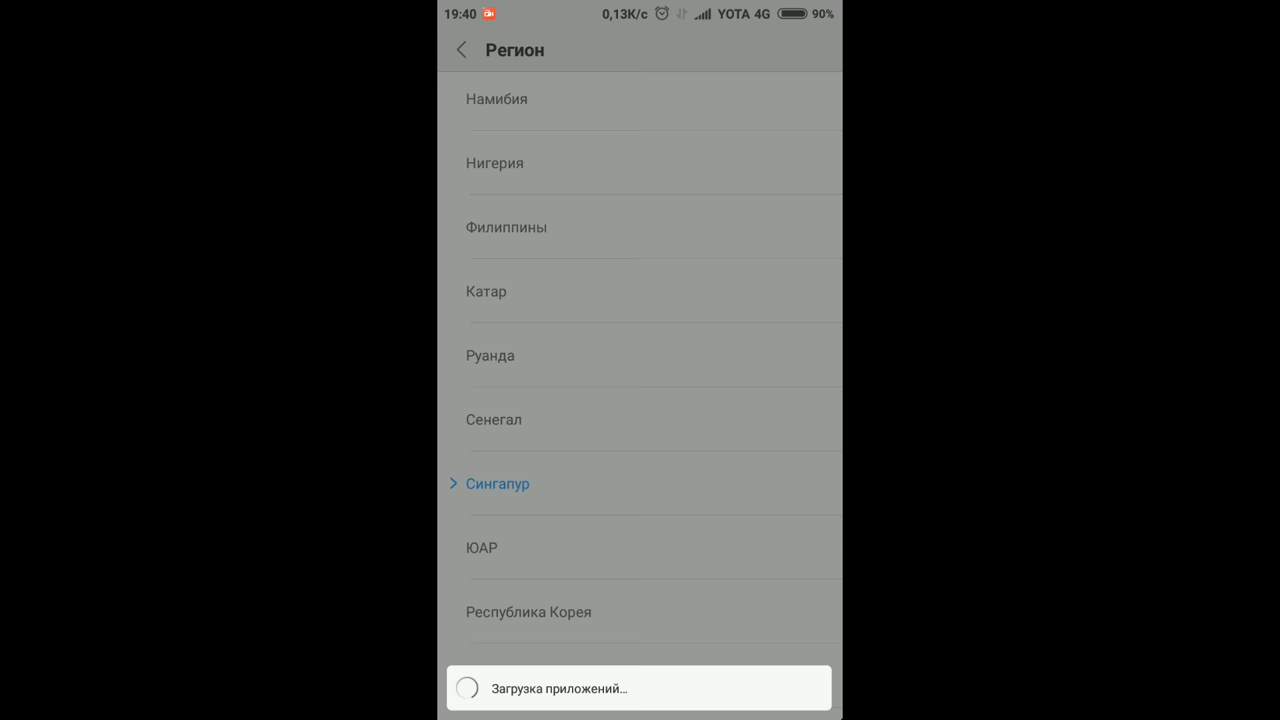 19:40 0,13К/с YOTA 4G 90%
Регион
Намибия
Нигерия
Филиппины
Катар
Руанда
Сенегал
Сингапур
ЮАР
Республика Корея
Загрузка приложений...